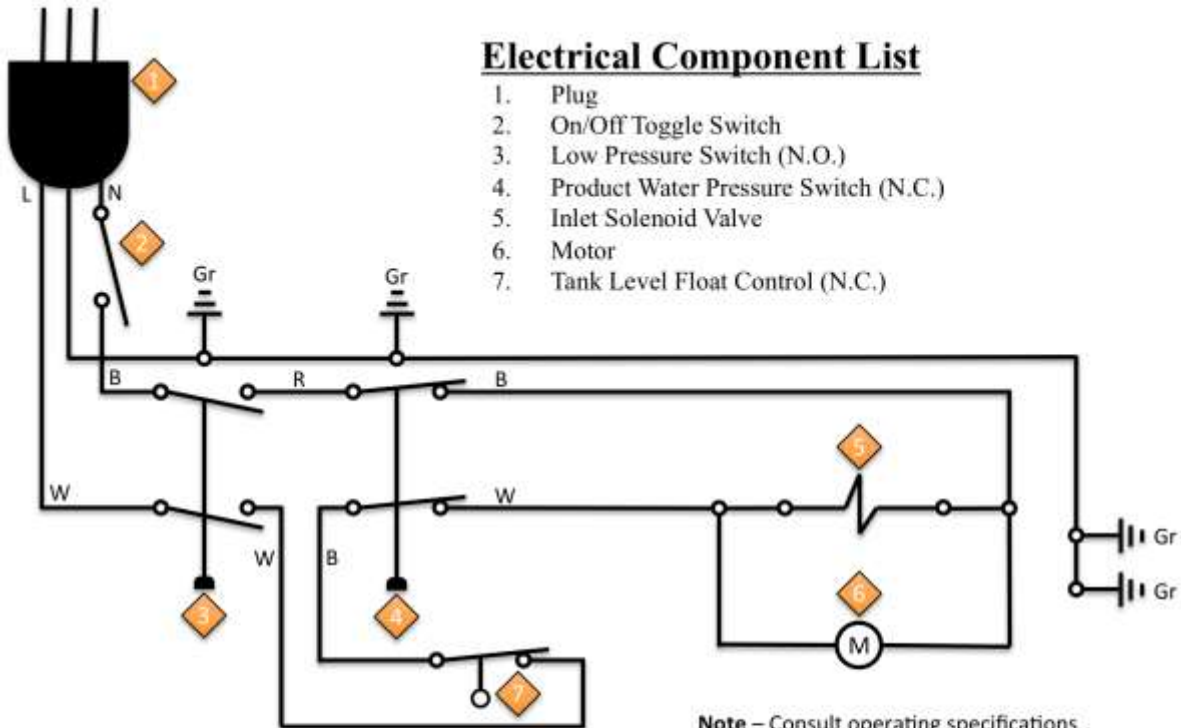 Electrical Component List
1. Plug
2. On/Off Toggle Switch
3. Low Pressure Switch (N.O.)
4. Product Water Pressure Switch (N.C.)
5. Inlet Solenoid Valve
6. Motor
7. Tank Level Float Control (N.C.)
1
L
N
2
Gr
Gr
B
R
B
5
W
W
Gr
W
B
Gr
3
4
6
M
7
Note – Consult operating specifications